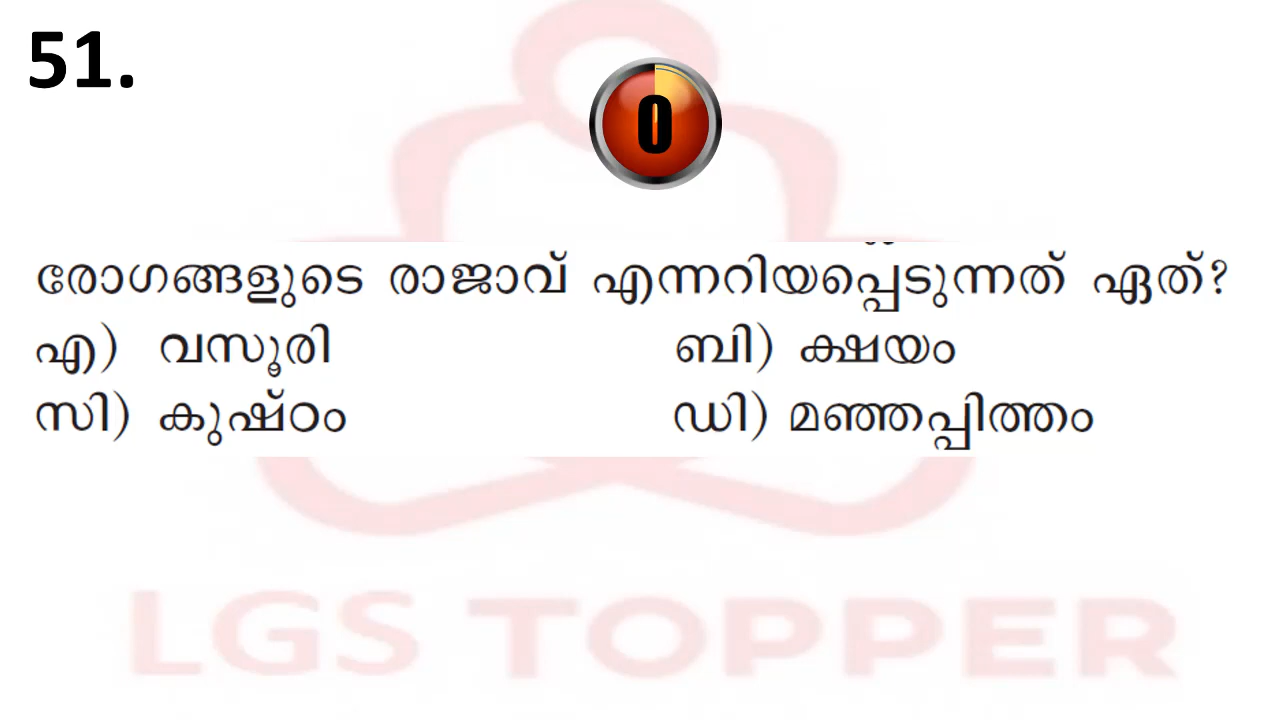 51.
0
രോഗങ്ങളുടെ രാജാവ് എന്നറിയപ്പെടുന്നത് ഏത്?
എ) വസൂരി ബി) ക്ഷയം
സി) കുഷ്ഠം ഡി) മഞ്ഞപ്പിത്തം
LGS TOPPER